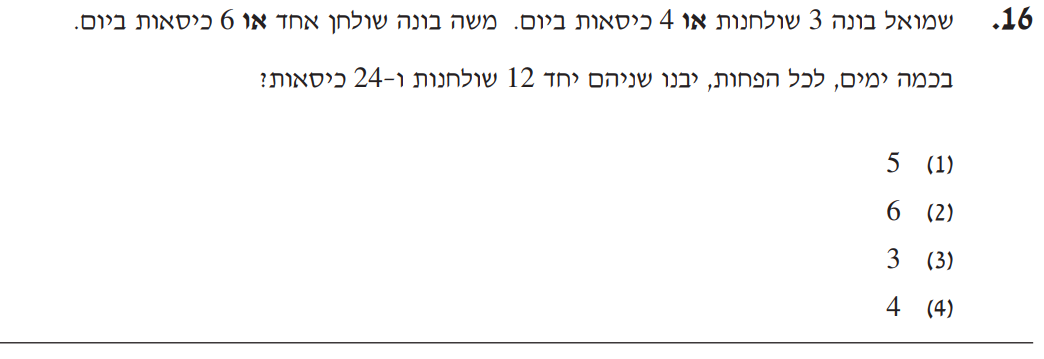 16. שמואל בונה 3 שולחנות או 4 כיסאות ביום. משה בונה שולחן אחד או 6 כיסאות ביום.
בכמה ימים, לכל הפחות, יבנו שניהם יחד 12 שולחנות ו-24 כיסאות?
(1) 5
(2) 6
(3) 3
(4) 4